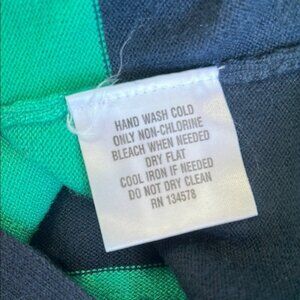 HAND WASH COLD
ONLY NON-CHLORINE
BLEACH WHEN NEEDED
DRY FLAT
COOL IRON IF NEEDED
DO NOT DRY CLEAN
RN 134578